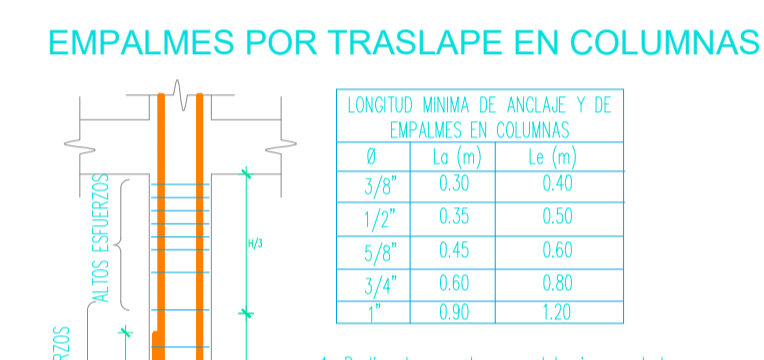 EMPALMES POR TRASLAPE EN COLUMNAS
LONGITUD MINIMA DE ANCLAJE Y DE
EMPALMES EN COLUMNAS
Ø La (m) Le (m)
3/8" 0.30 0.40
1/2" 0.35 0.50
5/8" 0.45 0.60
3/4" 0.60 0.80
1" 0.90 1.20
ALTOS ESFUERZOS
H/3